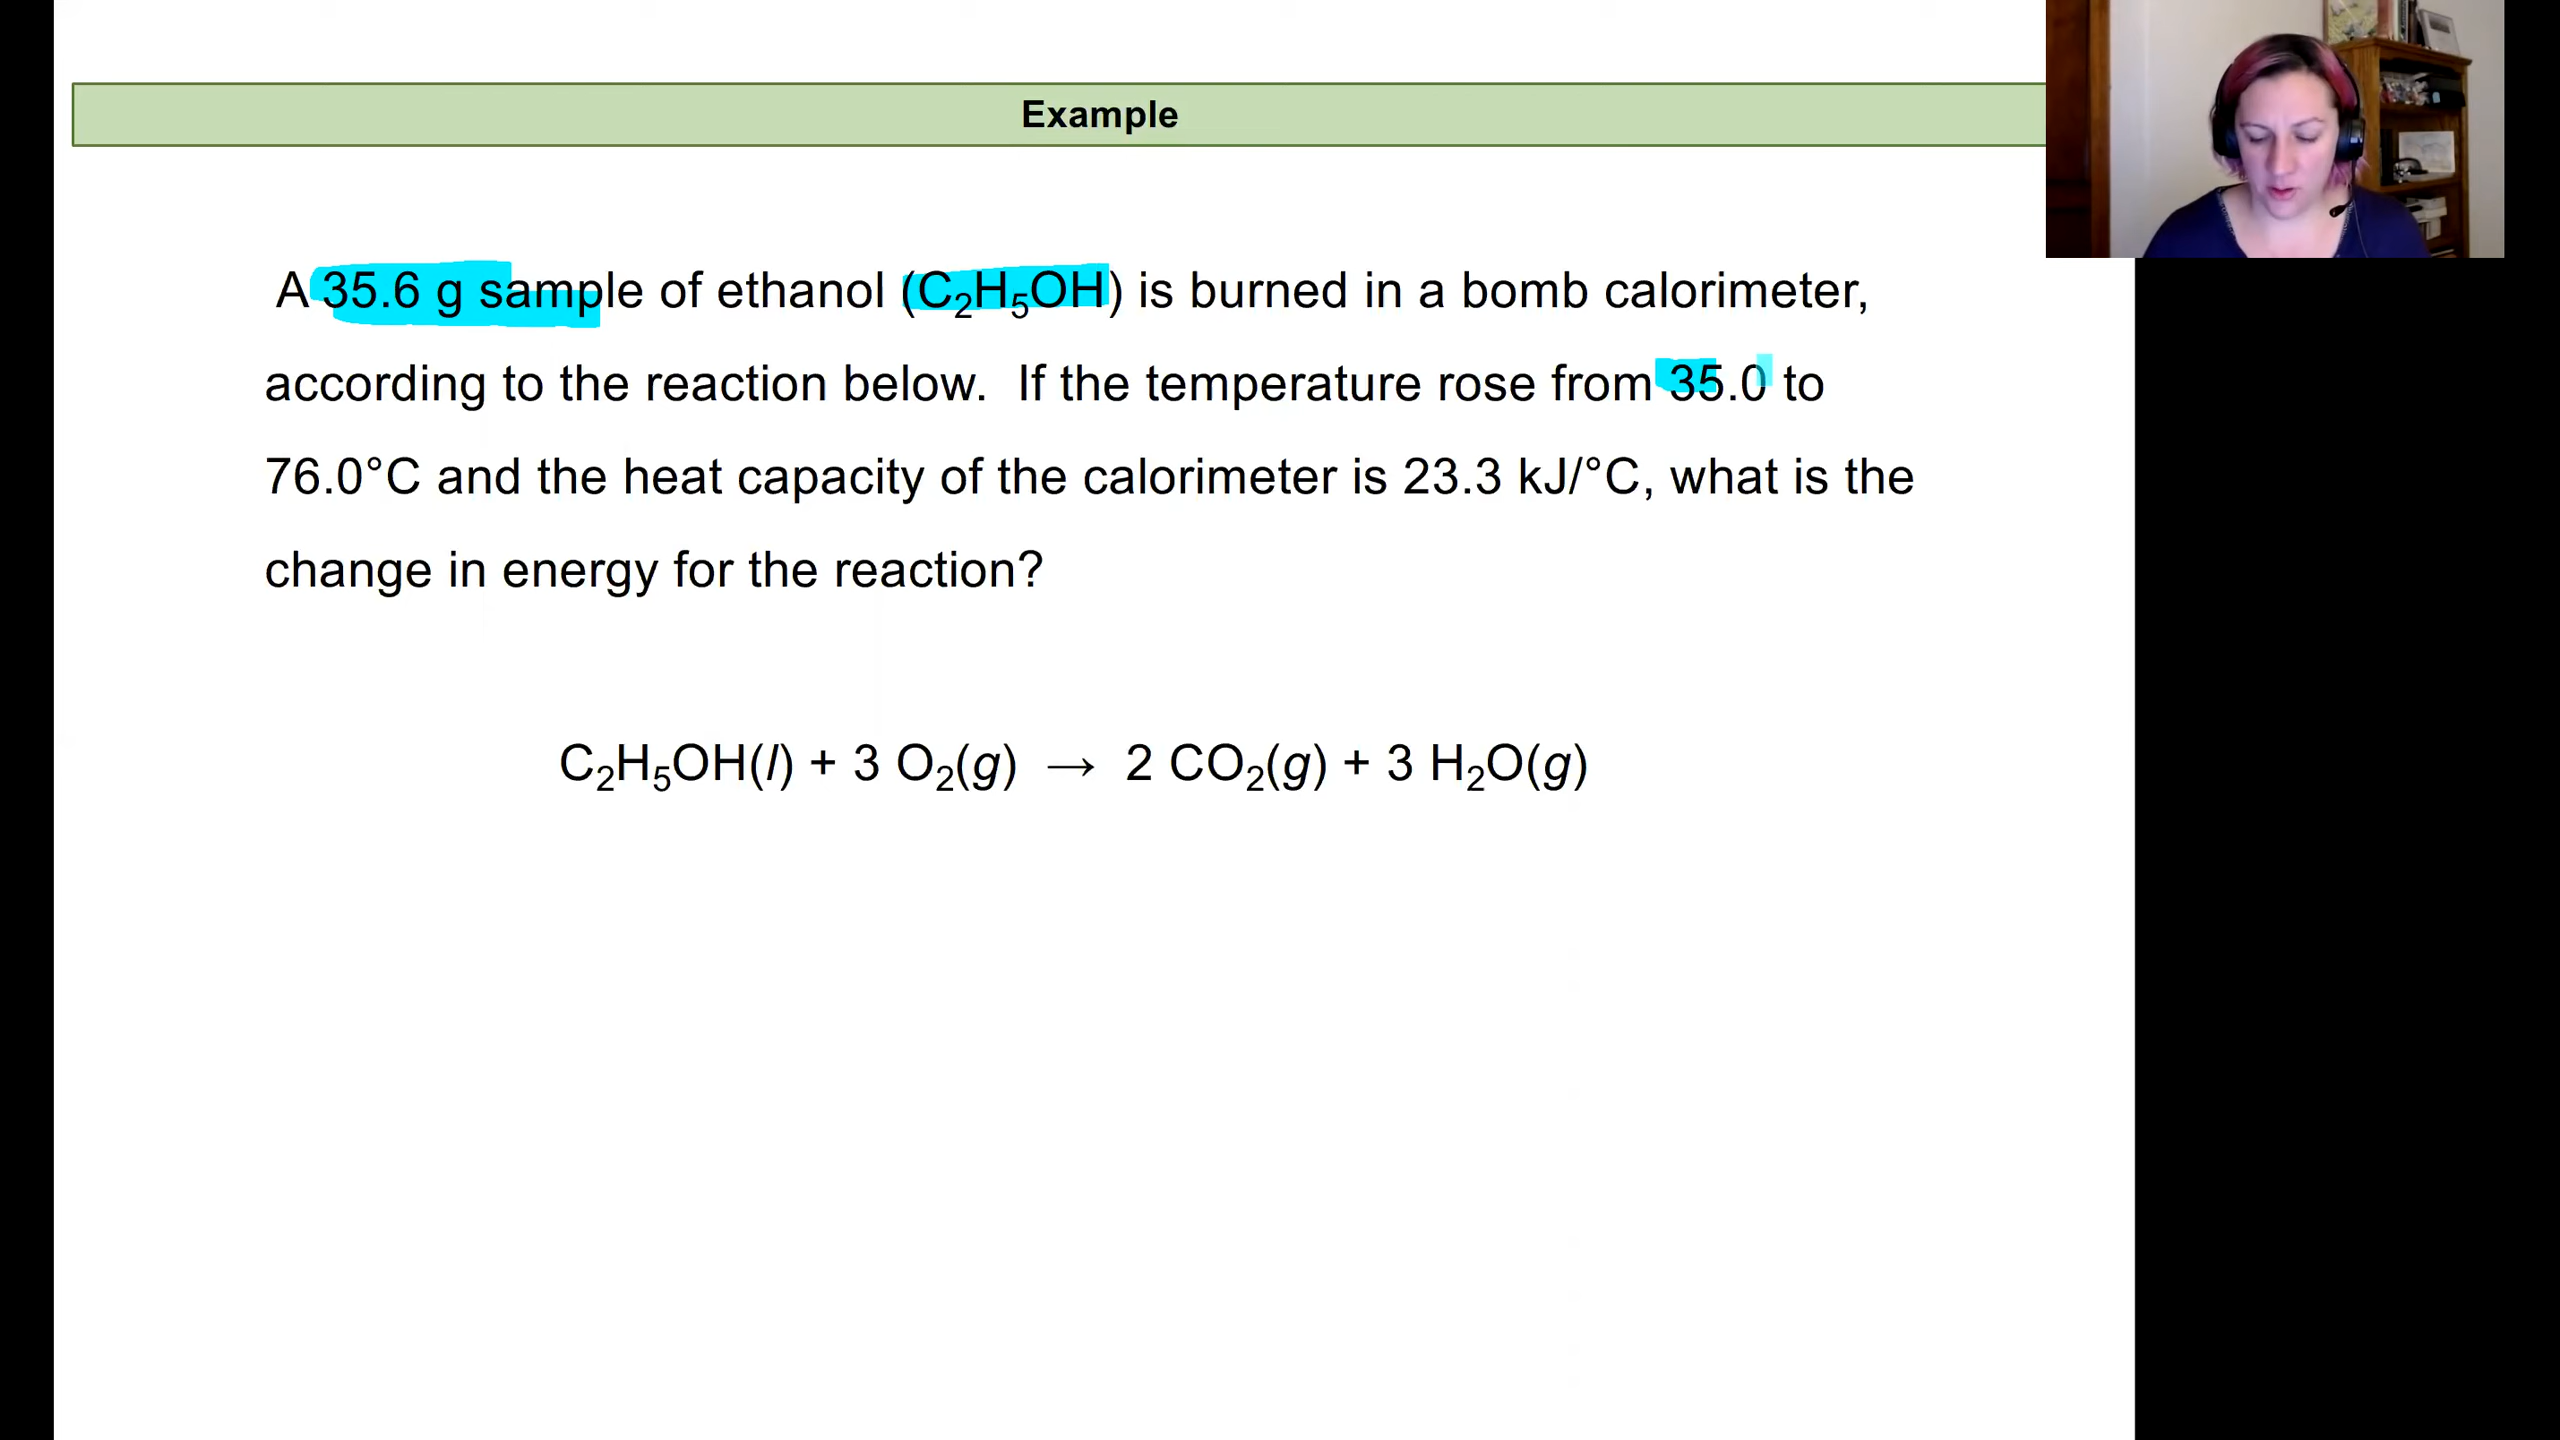 Example
A 35.6 g sample of ethanol (C₂H₅OH) is burned in a bomb calorimeter,
according to the reaction below.  If the temperature rose from 35.0 to
76.0°C and the heat capacity of the calorimeter is 23.3 kJ/°C, what is the
change in energy for the reaction?
C₂H₅OH(l) + 3 O₂(g) → 2 CO₂(g) + 3 H₂O(g)